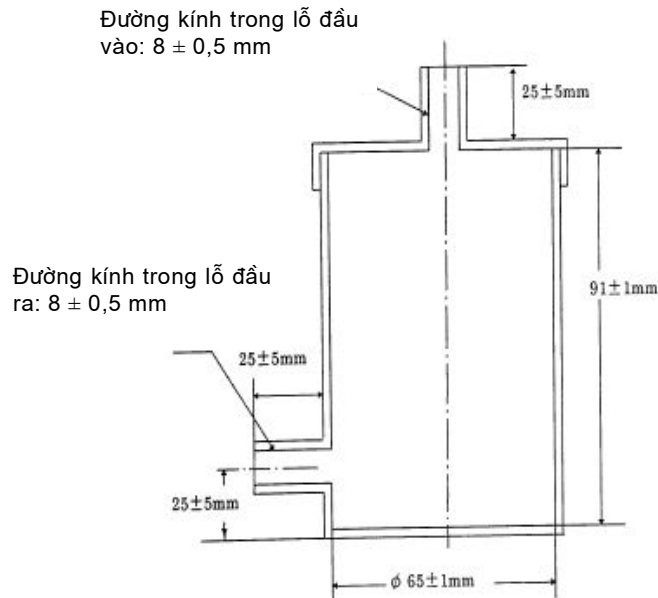 Đường kính trong lỗ đầu
vào: 8 ± 0,5 mm
25±5mm
Đường kính trong lỗ đầu
ra: 8 ± 0,5 mm
91±1mm
25±5mm
25±5mm
ϕ 65±1mm